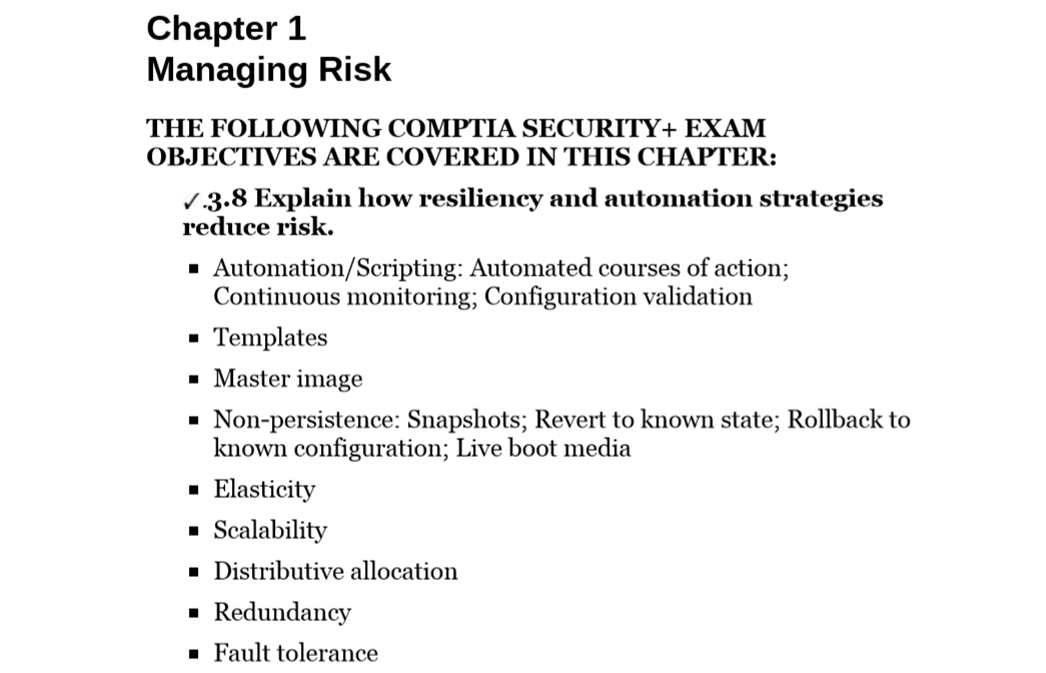 Chapter 1
Managing Risk
THE FOLLOWING COMPTIA SECURITY+ EXAM
OBJECTIVES ARE COVERED IN THIS CHAPTER:
✓.3.8 Explain how resiliency and automation strategies
reduce risk.
▪ Automation/Scripting: Automated courses of action;
Continuous monitoring; Configuration validation
▪ Templates
▪ Master image
▪ Non-persistence: Snapshots; Revert to known state; Rollback to
known configuration; Live boot media
▪ Elasticity
▪ Scalability
▪ Distributive allocation
▪ Redundancy
▪ Fault tolerance